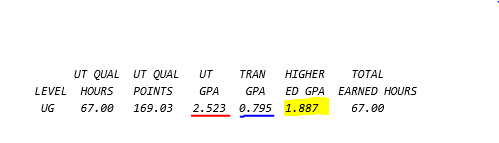 UT QUAL UT QUAL UT TRAN HIGHER TOTAL
LEVEL HOURS POINTS GPA GPA ED GPA EARNED HOURS
UG 67.00 169.03 2.523 0.795 1.887 67.00